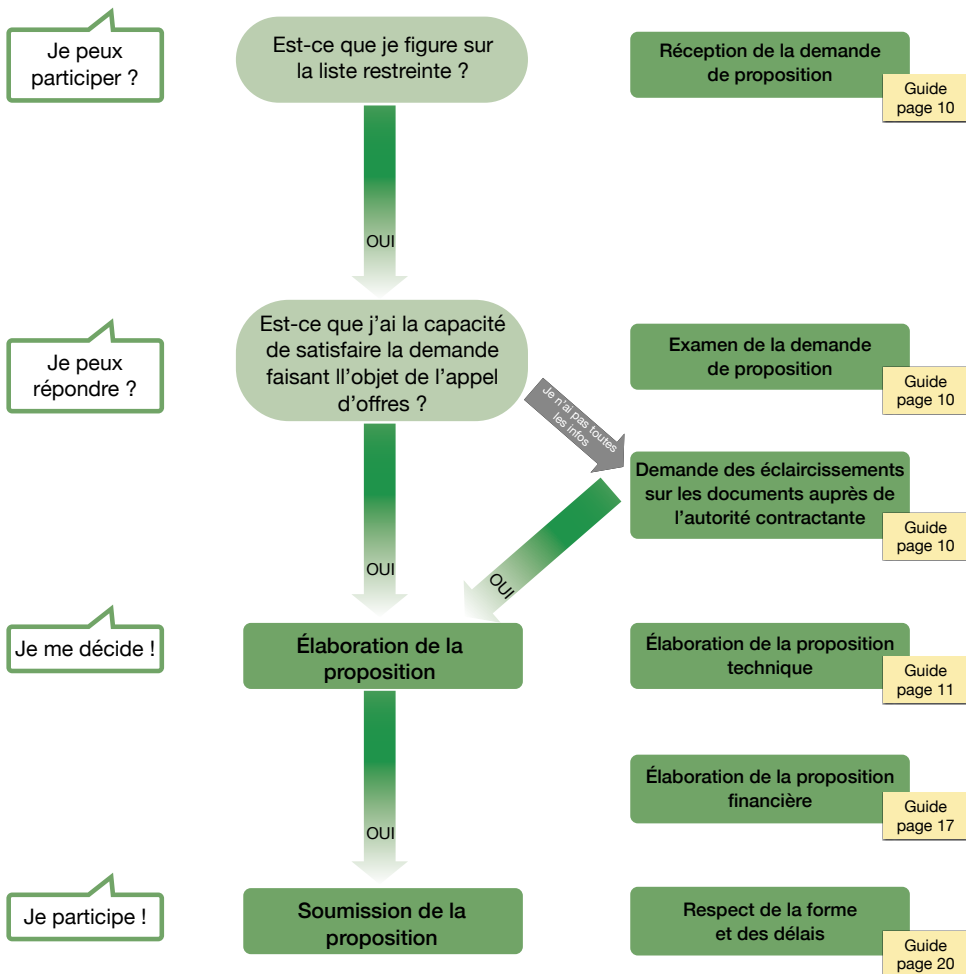 Je peux
participer ?
Est-ce que je figure sur
la liste restreinte ?
Réception de la demande
de proposition
Guide
page 10
OUI
Je peux
répondre ?
Est-ce que j'ai la capacité
de satisfaire la demande
faisant ll'objet de l'appel
d'offres ?
Examen de la demande
de proposition
Guide
page 10
Je n'ai pas toutes
les infos
Demande des éclaircissements
sur les documents auprès de
l'autorité contractante
Guide
page 10
OUI
OUI
Je me décide !
Élaboration de la
proposition
Élaboration de la proposition
technique
Guide
page 11
Élaboration de la proposition
financière
Guide
page 17
OUI
Je participe !
Soumission de la
proposition
Respect de la forme
et des délais
Guide
page 20